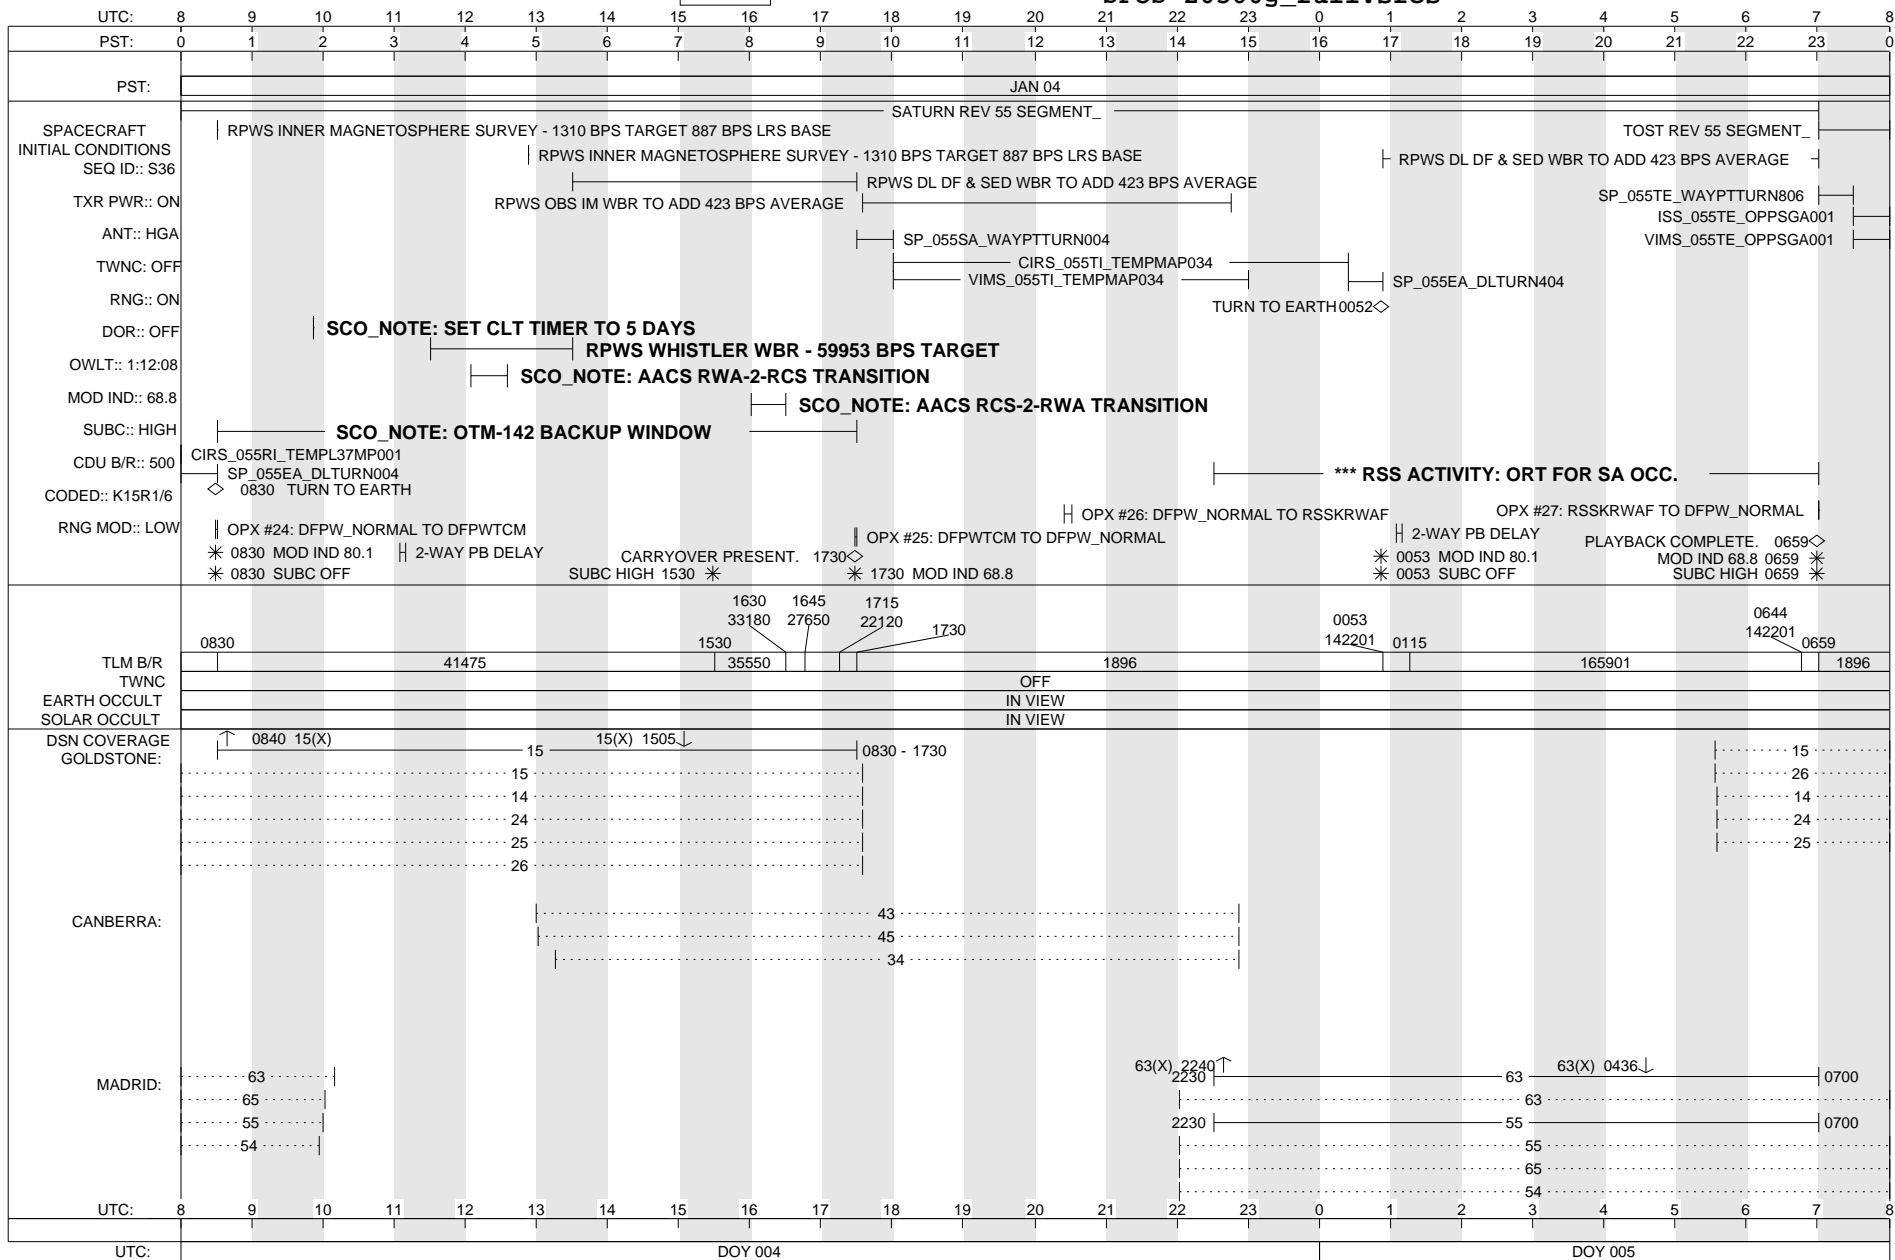 UTC: 8 9 10 11 12 13 14 15 16 17 18 19 20 21 22 23 0 1 2 3 4 5 6 7 8
PST: 0 1 2 3 4 5 6 7 8 9 10 11 12 13 14 15 16 17 18 19 20 21 22 23 0
PST: JAN 04
SATURN REV 55 SEGMENT_
SPACECRAFT RPWS INNER MAGNETOSPHERE SURVEY - 1310 BPS TARGET 887 BPS LRS BASE TOST REV 55 SEGMENT_
INITIAL CONDITIONS RPWS INNER MAGNETOSPHERE SURVEY - 1310 BPS TARGET 887 BPS LRS BASE RPWS DL DF & SED WBR TO ADD 423 BPS AVERAGE
SEQ ID:: S36
RPWS DL DF & SED WBR TO ADD 423 BPS AVERAGE
TXR PWR:: ON RPWS OBS IM WBR TO ADD 423 BPS AVERAGE SP_055TE_WAYPTTURN806
ISS_055TE_OPPSGA001
ANT:: HGA SP_055SA_WAYPTTURN004 VIMS_055TE_OPPSGA001
TWNC: OFF CIRS_055TI_TEMPMAP034
VIMS_055TI_TEMPMAP034 SP_055EA_DLTURN404
RNG:: ON TURN TO EARTH 0052
DOR:: OFF SCO_NOTE: SET CLT TIMER TO 5 DAYS
RPWS WHISTLER WBR - 59953 BPS TARGET
OWLT:: 1:12:08 SCO_NOTE: AACS RWA-2-RCS TRANSITION
MOD IND:: 68.8 SCO_NOTE: AACS RCS-2-RWA TRANSITION
SUBC:: HIGH SCO_NOTE: OTM-142 BACKUP WINDOW
CIRS_055RI_TEMPL37MP001
CDU B/R:: 500 SP_055EA_DLTURN004 *** RSS ACTIVITY: ORT FOR SA OCC.
0830 TURN TO EARTH
CODED:: K15R1/6
OPX #26: DFPW_NORMAL TO RSSKRWAF OPX #27: RSSKRWAF TO DFPW_NORMAL
RNG MOD:: LOW OPX #24: DFPW_NORMAL TO DFPWTCM OPX #25: DFPWTCM TO DFPW_NORMAL 2-WAY PB DELAY PLAYBACK COMPLETE. 0659
0830 MOD IND 80.1 2-WAY PB DELAY CARRYOVER PRESENT. 1730 0053 MOD IND 80.1 MOD IND 68.8 0659
0830 SUBC OFF SUBC HIGH 1530 1730 MOD IND 68.8 0053 SUBC OFF SUBC HIGH 0659
1630 1645 1715 0644
33180 27650 22120 1730 0053 142201
0830 1530 142201 0115 0659
TLM B/R 41475 35550 1896 165901 1896
TWNC OFF
EARTH OCCULT IN VIEW
SOLAR OCCULT IN VIEW
DSN COVERAGE 0840 15(X) 15(X) 1505
GOLDSTONE: 15 0830 - 1730 15
15 26
14 14
24 24
25 25
26
CANBERRA: 43
45
34
63(X) 2240 63(X) 0436
MADRID: 63 2230 63 0700
65 63
55 2230 55 0700
54 55
65
54
UTC: 8 9 10 11 12 13 14 15 16 17 18 19 20 21 22 23 0 1 2 3 4 5 6 7 8
UTC: DOY 004 DOY 005